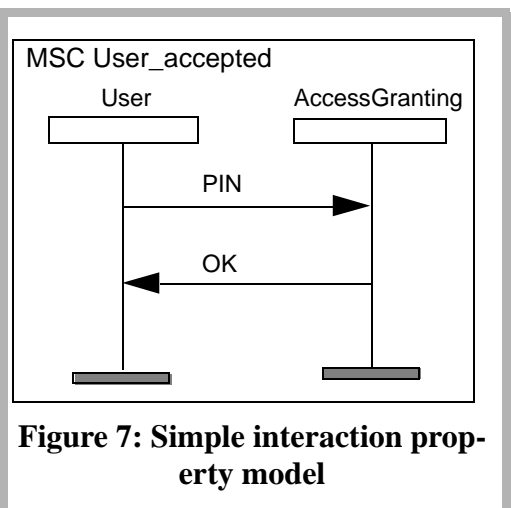 MSC User_accepted
User AccessGranting
PIN
OK
Figure 7: Simple interaction prop-
erty model